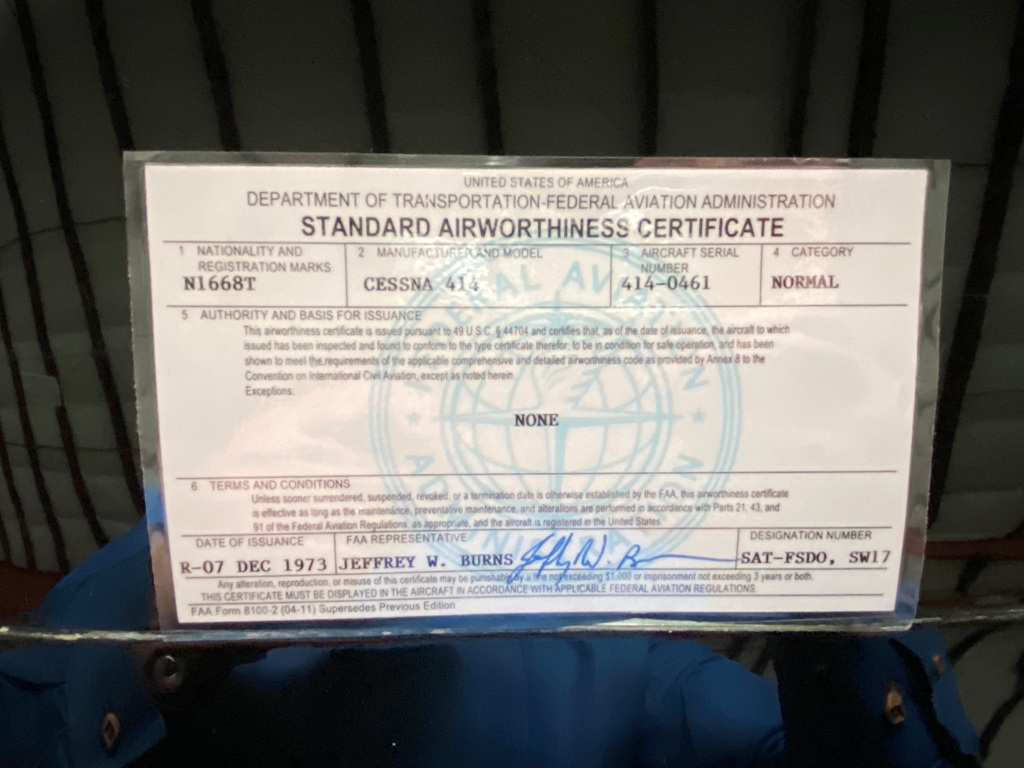 UNITED STATES OF AMERICA
DEPARTMENT OF TRANSPORTATION-FEDERAL AVIATION ADMINISTRATION
STANDARD AIRWORTHINESS CERTIFICATE
1 NATIONALITY AND
REGISTRATION MARKS
N1668T
2 MANUFACTURER AND MODEL
CESSNA 414
3 AIRCRAFT SERIAL
NUMBER
414-0461
4 CATEGORY
NORMAL
5 AUTHORITY AND BASIS FOR ISSUANCE
This airworthiness certificate is issued pursuant to 49 U.S.C. § 44704 and certifies that, as of the date of issuance, the aircraft to which
issued has been inspected and found to conform to the type certificate therefor, to be in condition for safe operation, and has been
shown to meet the requirements of the applicable comprehensive and detailed airworthiness code as provided by Annex 8 to the
Convention on International Civil Aviation, except as noted herein
Exceptions:
NONE
6 TERMS AND CONDITIONS
Unless sooner surrendered, suspended, revoked, or a termination date is otherwise established by the FAA, this airworthiness certificate
is effective as long as the maintenance, preventative maintenance, and alterations are performed in accordance with Parts 21, 43, and
91 of the Federal Aviation Regulations, as appropriate, and the aircraft is registered in the United States.
DATE OF ISSUANCE
R-07 DEC 1973
FAA REPRESENTATIVE
JEFFREY W. BURNS
DESIGNATION NUMBER
SAT-FSDO, SW17
Any alteration, reproduction, or misuse of this certificate may be punishable by a fine not exceeding $1,000 or imprisonment not exceeding 3 years or both.
THIS CERTIFICATE MUST BE DISPLAYED IN THE AIRCRAFT IN ACCORDANCE WITH APPLICABLE FEDERAL AVIATION REGULATIONS.
FAA Form 8100-2 (04-11) Supersedes Previous Edition